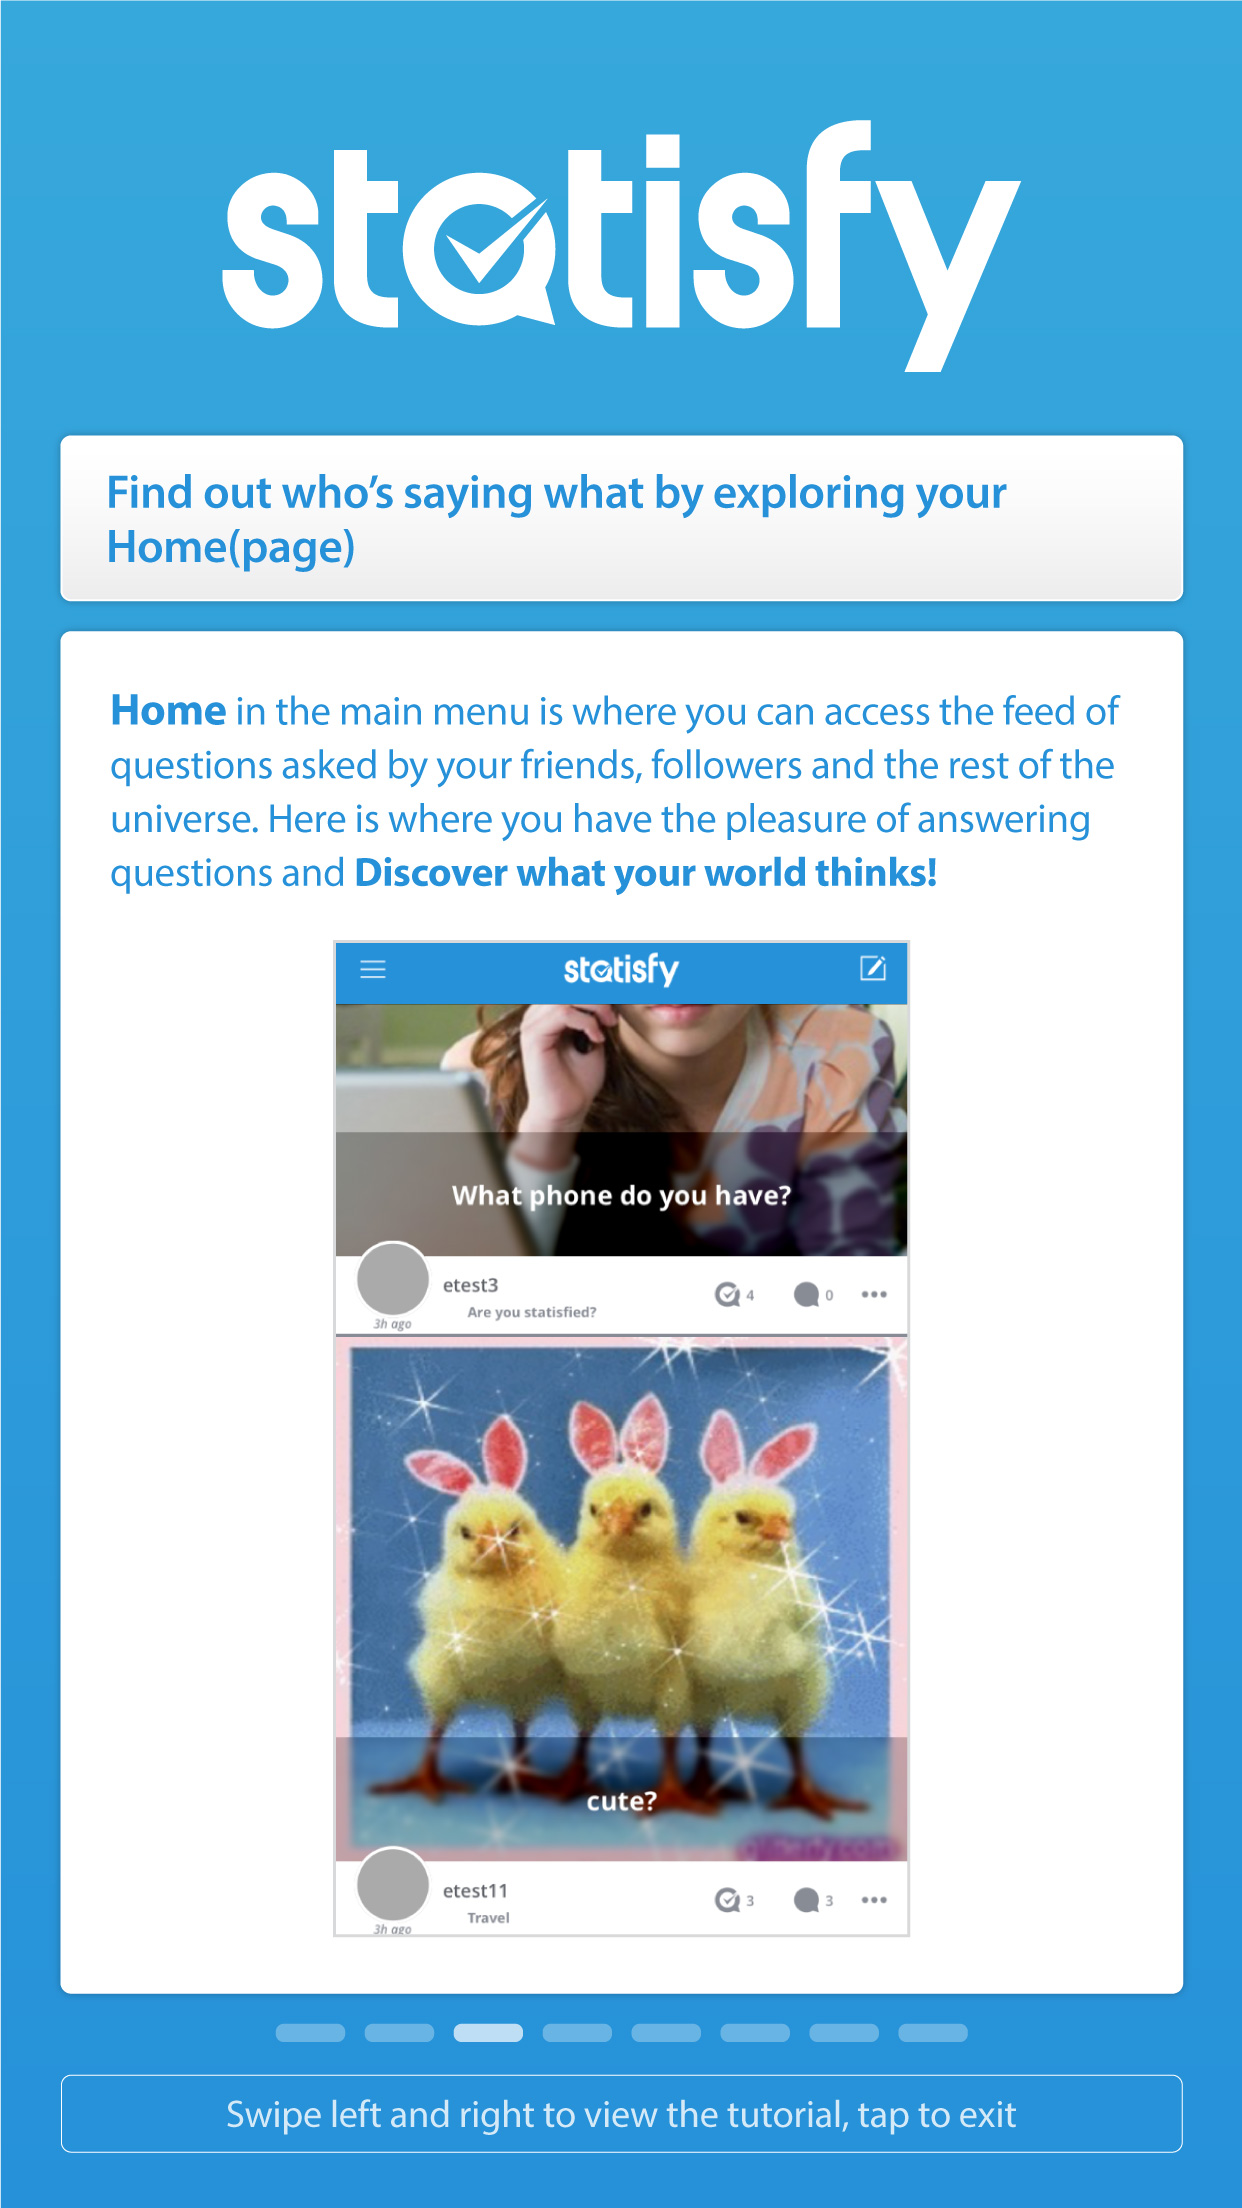 statisfy
Find out who's saying what by exploring your
Home(page)
Home in the main menu is where you can access the feed of
questions asked by your friends, followers and the rest of the
universe. Here is where you have the pleasure of answering
questions and Discover what your world thinks!
statisfy
What phone do you have?
etest3
4
0
Are you statisfied?
3h ago
cute?
etest11
3
3
Travel
3h ago
Swipe left and right to view the tutorial, tap to exit